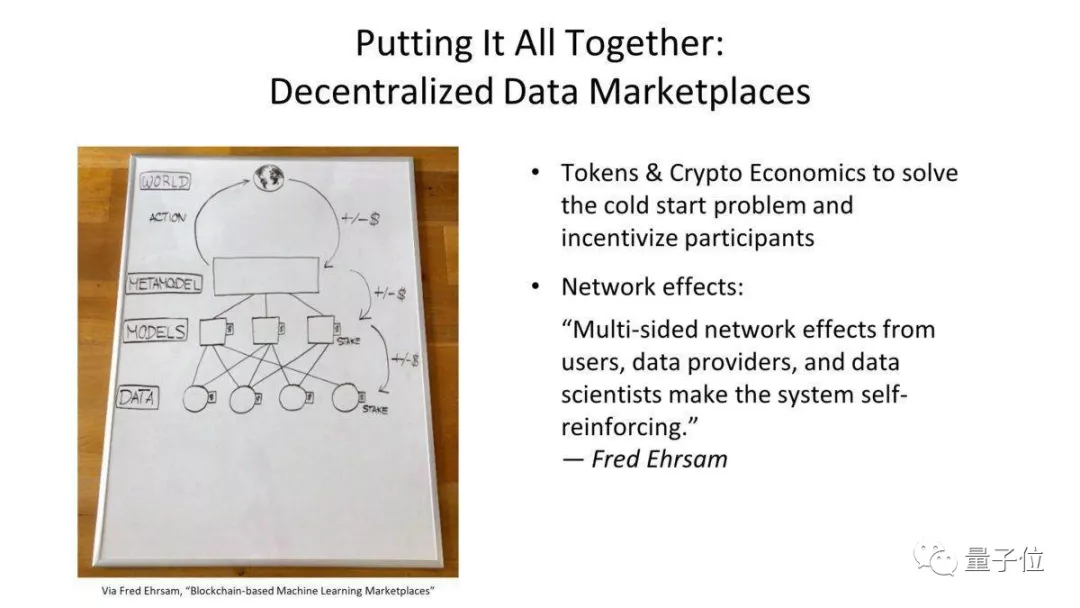 Putting It All Together:
Decentralized Data Marketplaces
WORLD
ACTION
+/-$
METAMODEL
+/-$
MODELS
$
$
$
STAKE
+/-$
DATA
$
$
$
$
STAKE
Via Fred Ehrsam, “Blockchain-based Machine Learning Marketplaces”
• Tokens & Crypto Economics to solve
the cold start problem and
incentivize participants
• Network effects:
“Multi-sided network effects from
users, data providers, and data
scientists make the system self-
reinforcing.”
— Fred Ehrsam
量子位